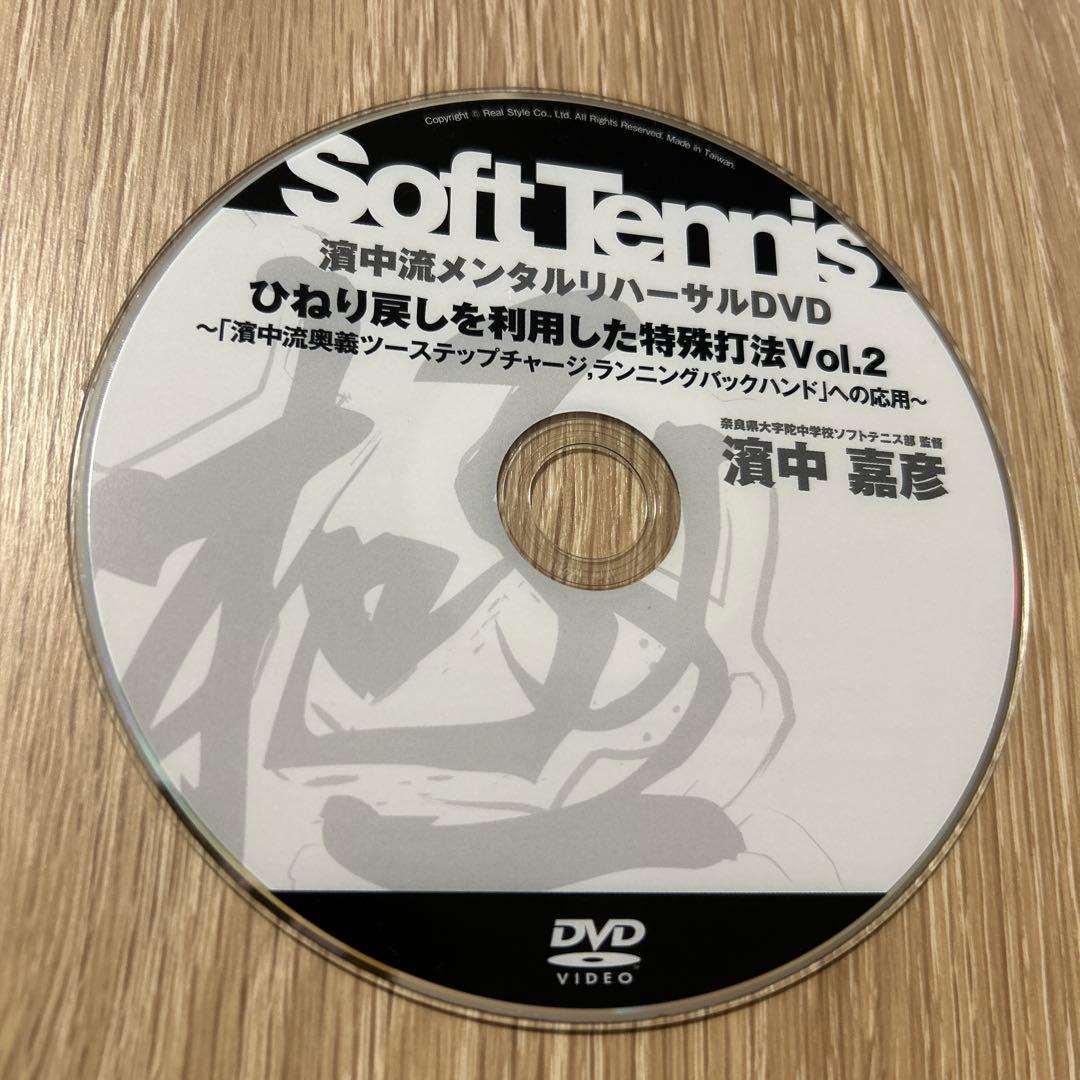 Copyright © Real Style Co., Ltd. All Rights Reserved. Made in Taiwan.
Soft Tennis
濱中流メンタルリハーサルDVD
ひねり戻しを利用した特殊打法Vol.2
～「濱中流奥義ツーステップチャージ,ランニングバックハンド」への応用～
奈良県大宇陀中学校ソフトテニス部 監督
濱中 嘉彦
極
DVD
VIDEO